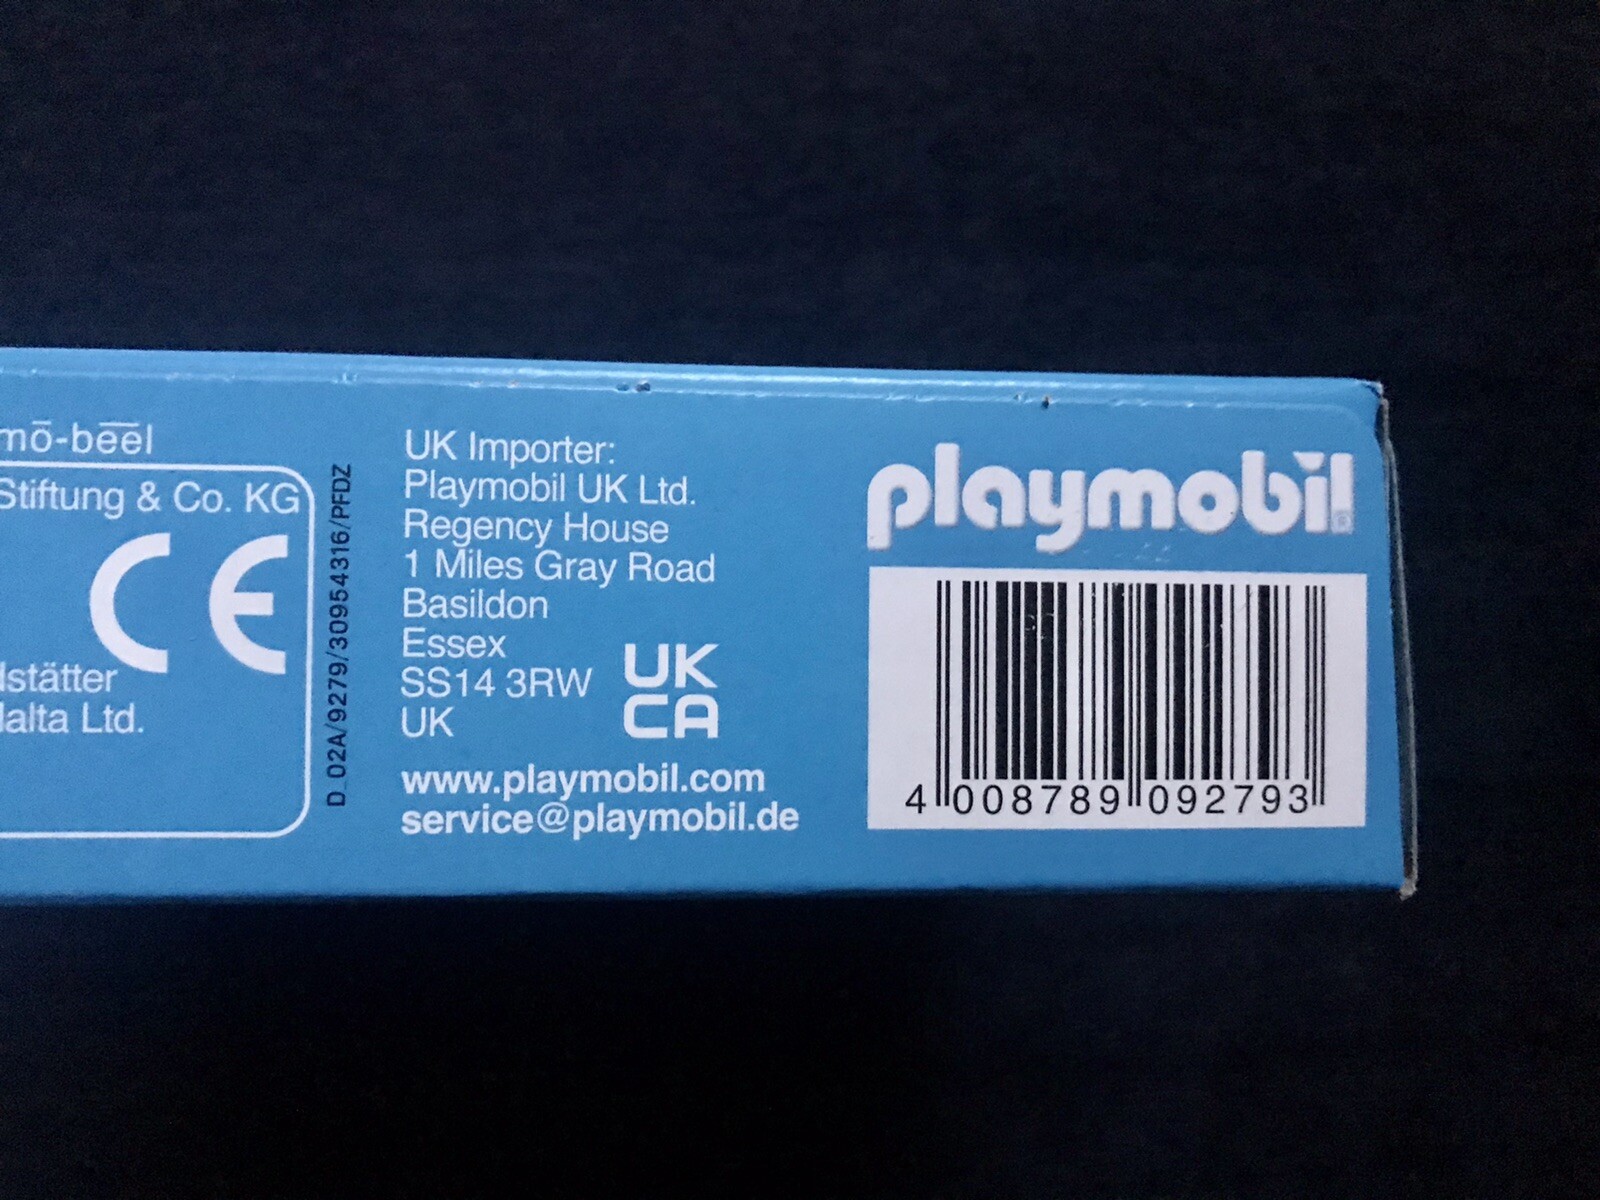 mō-bēēl
Stiftung & Co. KG
CE
dstätter
Malta Ltd.
D_02A/9279/30954316/PFDZ
UK Importer:
Playmobil UK Ltd.
Regency House
1 Miles Gray Road
Basildon
Essex
SS14 3RW
UK
UK
CA
www.playmobil.com
service@playmobil.de
playmobil®
4 008789 092793